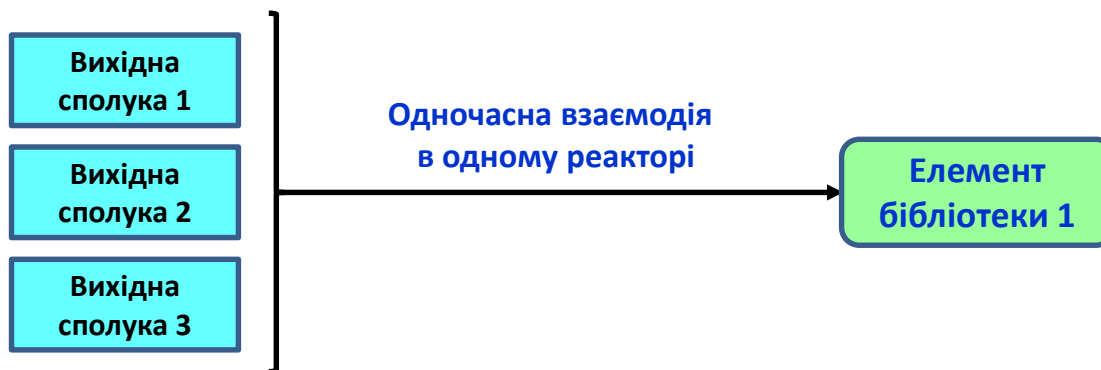 Вихідна
сполука 1
Вихідна
сполука 2
Вихідна
сполука 3
Одночасна взаємодія
в одному реакторі
Елемент
бібліотеки 1